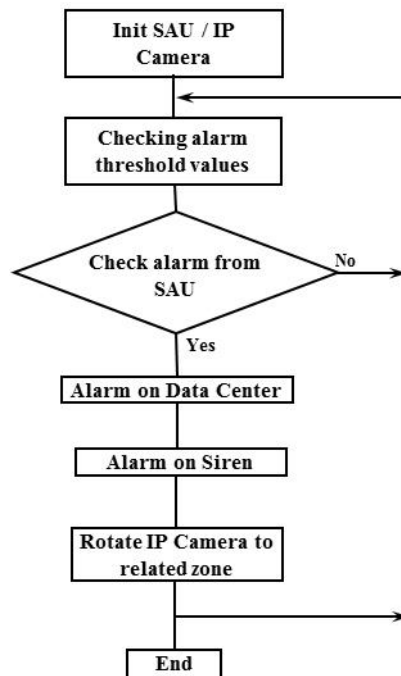 Init SAU / IP
Camera
Checking alarm
threshold values
Check alarm from
SAU
No
Yes
Alarm on Data Center
Alarm on Siren
Rotate IP Camera to
related zone
End